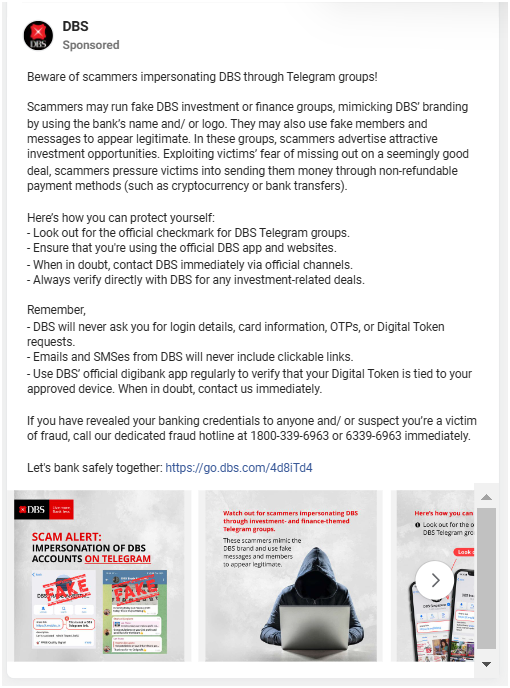 DBS
Sponsored
Beware of scammers impersonating DBS through Telegram groups!
Scammers may run fake DBS investment or finance groups, mimicking DBS' branding
by using the bank's name and/ or logo. They may also use fake members and
messages to appear legitimate. In these groups, scammers advertise attractive
investment opportunities. Exploiting victims' fear of missing out on a seemingly good
deal, scammers pressure victims into sending them money through non-refundable
payment methods (such as cryptocurrency or bank transfers).
Here's how you can protect yourself:
- Look out for the official checkmark for DBS Telegram groups.
- Ensure that you're using the official DBS app and websites.
- When in doubt, contact DBS immediately via official channels.
- Always verify directly with DBS for any investment-related deals.
Remember,
- DBS will never ask you for login details, card information, OTPs, or Digital Token
requests.
- Emails and SMSes from DBS will never include clickable links.
- Use DBS' official digibank app regularly to verify that your Digital Token is tied to your
approved device. When in doubt, contact us immediately.
If you have revealed your banking credentials to anyone and/ or suspect you're a victim
of fraud, call our dedicated fraud hotline at 1800-339-6963 or 6339-6963 immediately.
Let's bank safely together: https://go.dbs.com/4d8iTd4
DBS
SCAM ALERT:
IMPERSONATION OF DBS
ACCOUNTS ON TELEGRAM
FAKE
FAKE
Watch out for scammers impersonating DBS
through investment- and finance-themed
Telegram groups.
These scammers mimic the
DBS brand and use fake
messages and members
to appear legitimate.
Here's how you can
Look out for the o
DBS Telegram gro